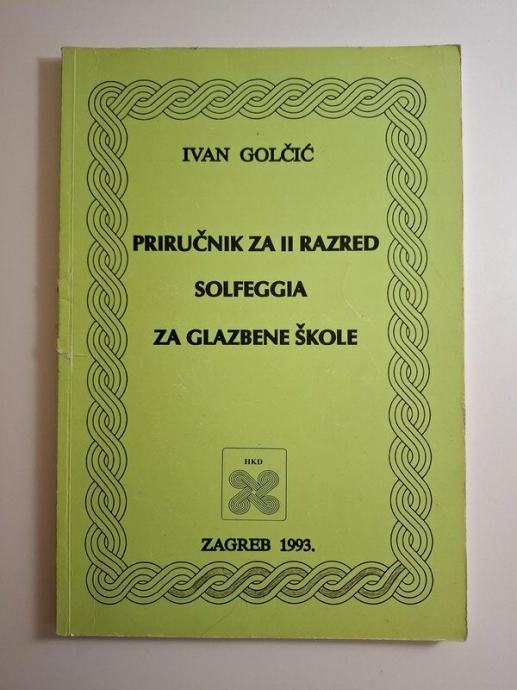 IVAN GOLČIĆ
PRIRUČNIK ZA II RAZRED
SOLFEGGIA
ZA GLAZBENE ŠKOLE
HKD
ZAGREB 1993.